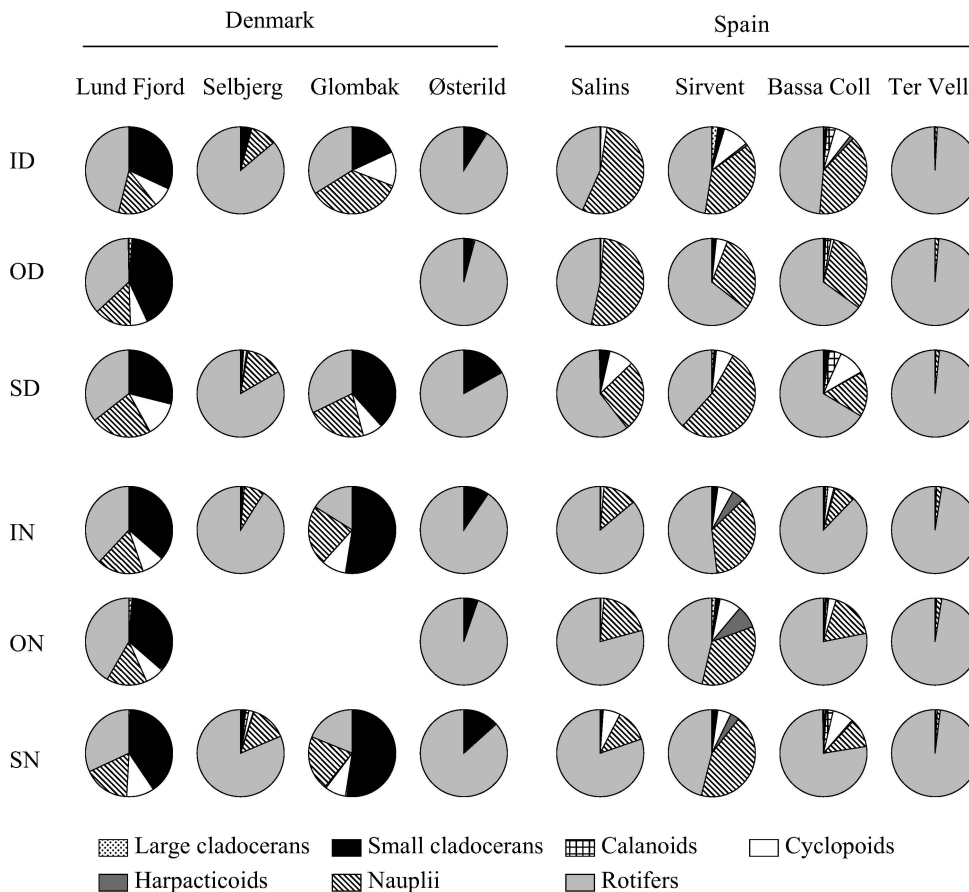 Denmark Spain
Lund Fjord Selbjerg Glombak Østerild Salins Sirvent Bassa Coll Ter Vell
ID
OD
SD
IN
ON
SN
Large cladocerans Small cladocerans Calanoids Cyclopoids
Harpacticoids Nauplii Rotifers